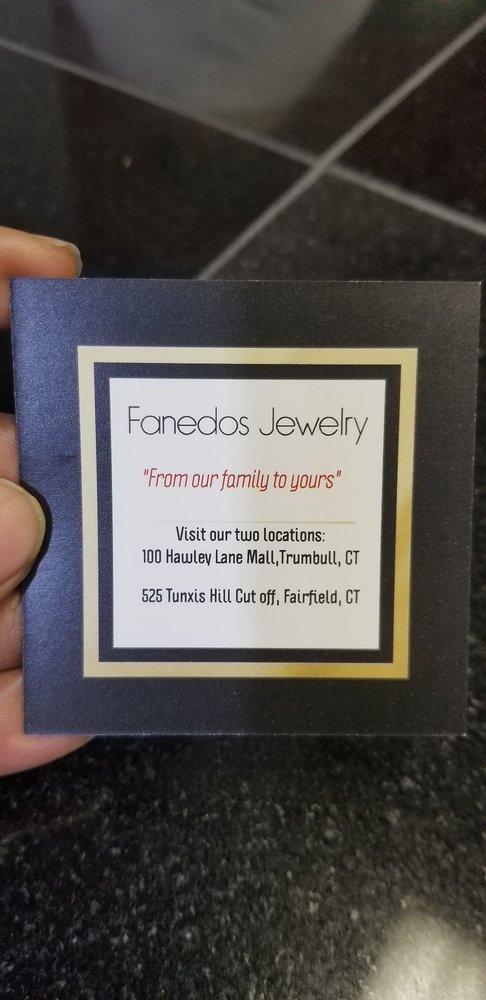 Fanedos Jewelry
"From our family to yours"
Visit our two locations:
100 Hawley Lane Mall,Trumbull, CT
525 Tunxis Hill Cut off, Fairfield, CT